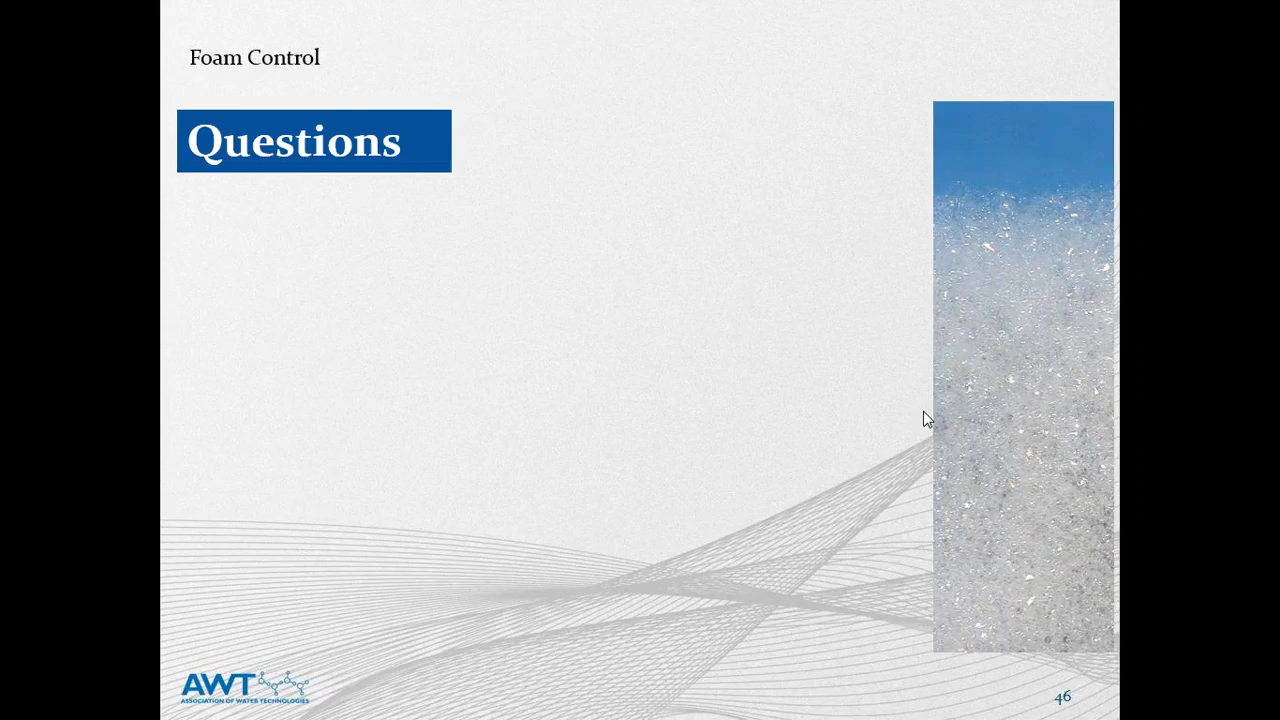 Foam Control
Questions
AWT
ASSOCIATION OF WATER TECHNOLOGIES
46